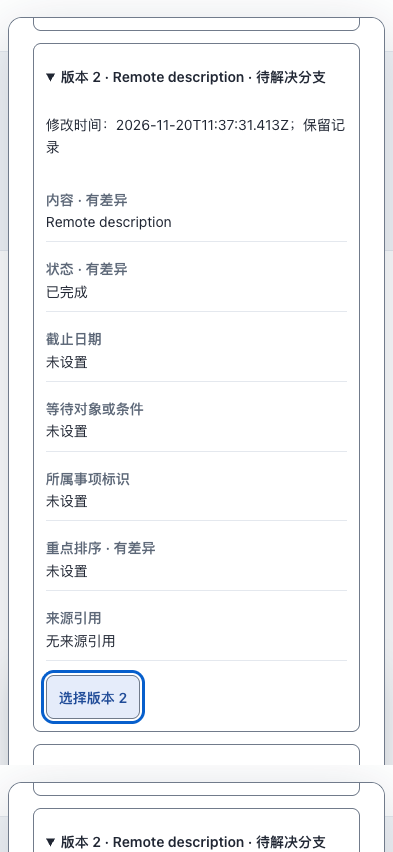 ▼ 版本 2 · Remote description · 待解决分支
修改时间：2026-11-20T11:37:31.413Z；保留记
录
内容 · 有差异
Remote description
状态 · 有差异
已完成
截止日期
未设置
等待对象或条件
未设置
所属事项标识
未设置
重点排序 · 有差异
未设置
来源引用
无来源引用
选择版本 2
▼ 版本 2 · Remote description · 待解决分支